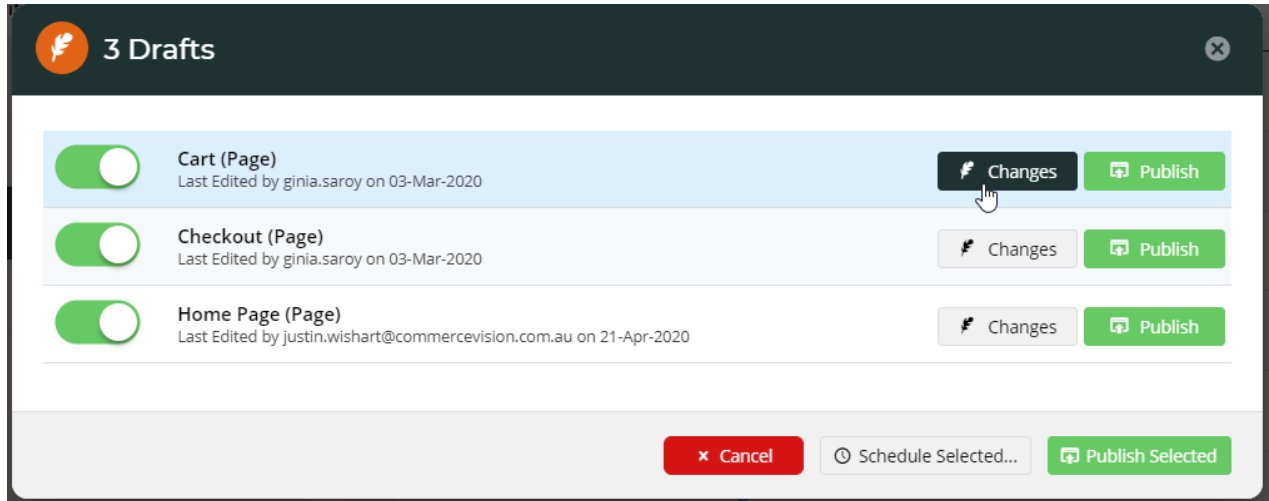 3 Drafts
Cart (Page)
Last Edited by ginia.saroy on 03-Mar-2020
Changes
Publish
Checkout (Page)
Last Edited by ginia.saroy on 03-Mar-2020
Changes
Publish
Home Page (Page)
Last Edited by justin.wishart@commercevision.com.au on 21-Apr-2020
Changes
Publish
Cancel
Schedule Selected...
Publish Selected